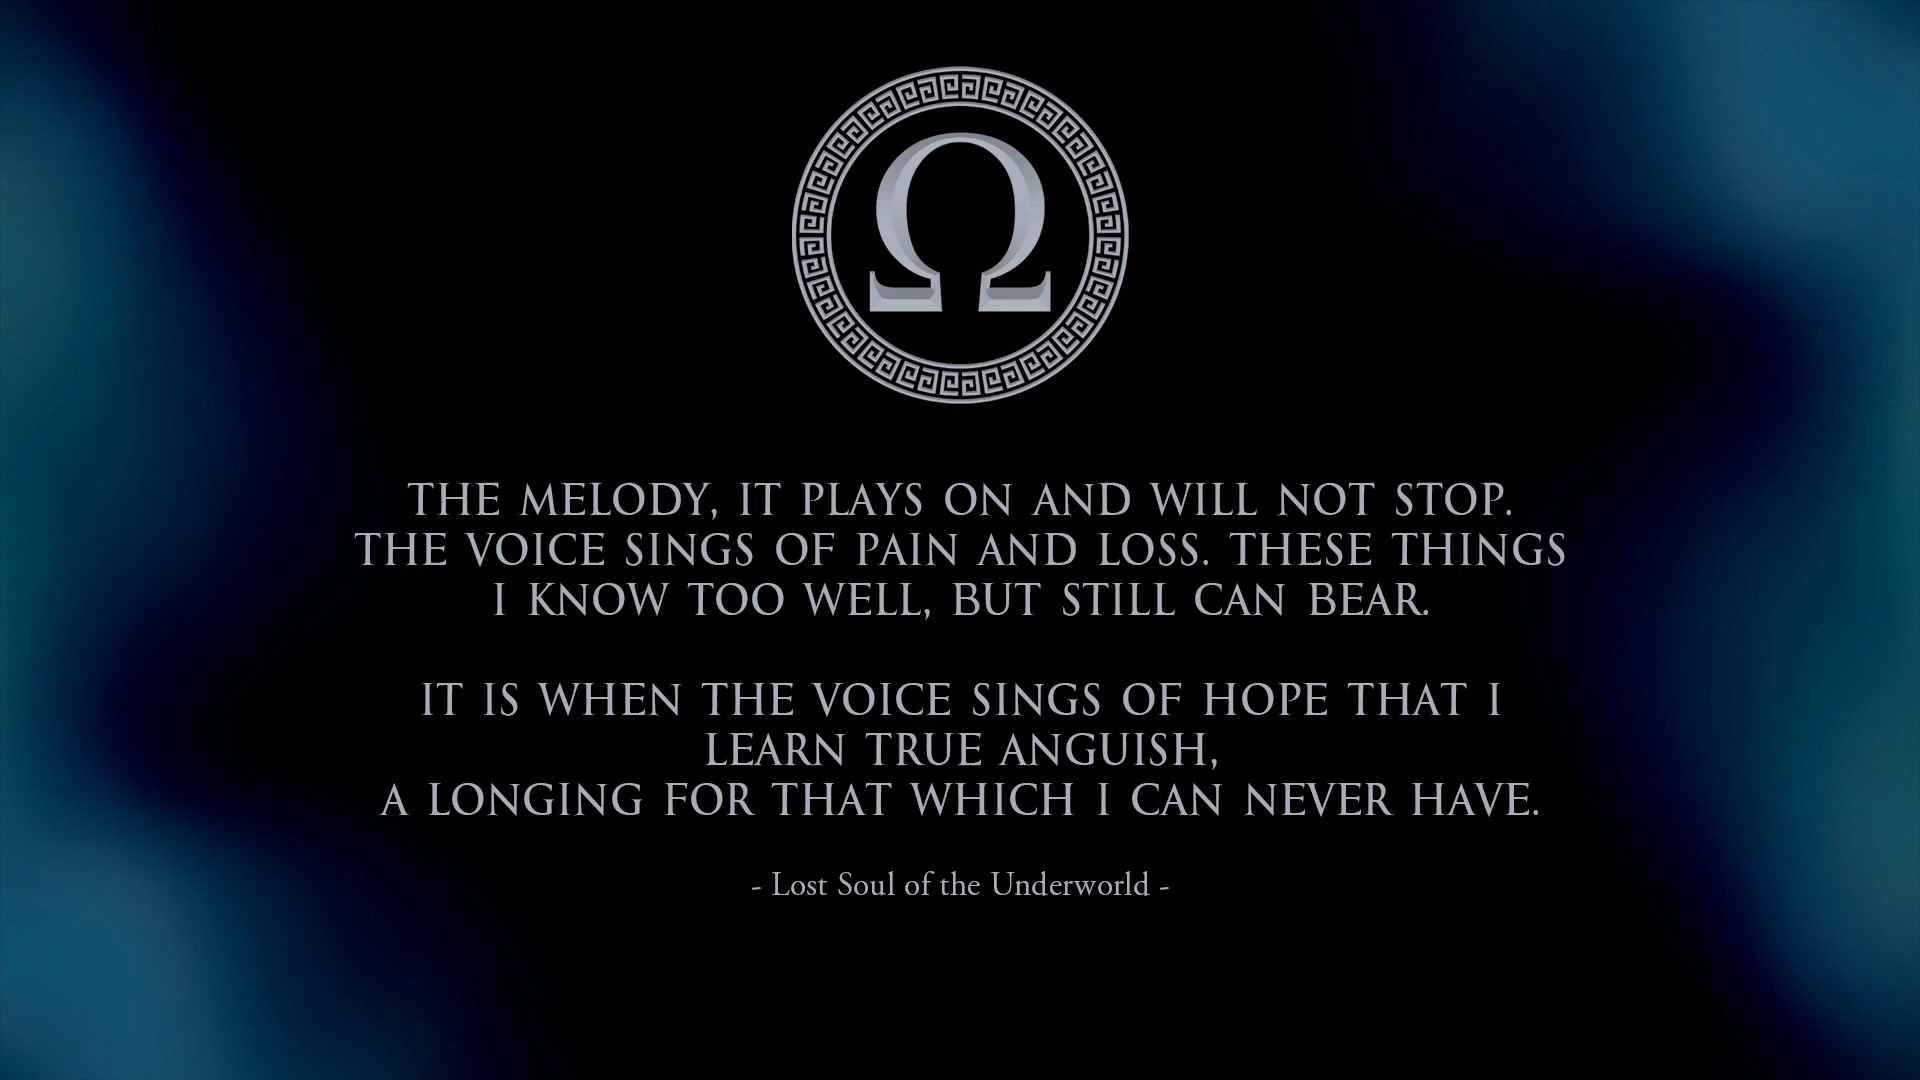 Ω
THE MELODY, IT PLAYS ON AND WILL NOT STOP.
THE VOICE SINGS OF PAIN AND LOSS. THESE THINGS
I KNOW TOO WELL, BUT STILL CAN BEAR.
IT IS WHEN THE VOICE SINGS OF HOPE THAT I
LEARN TRUE ANGUISH,
A LONGING FOR THAT WHICH I CAN NEVER HAVE.
- Lost Soul of the Underworld -